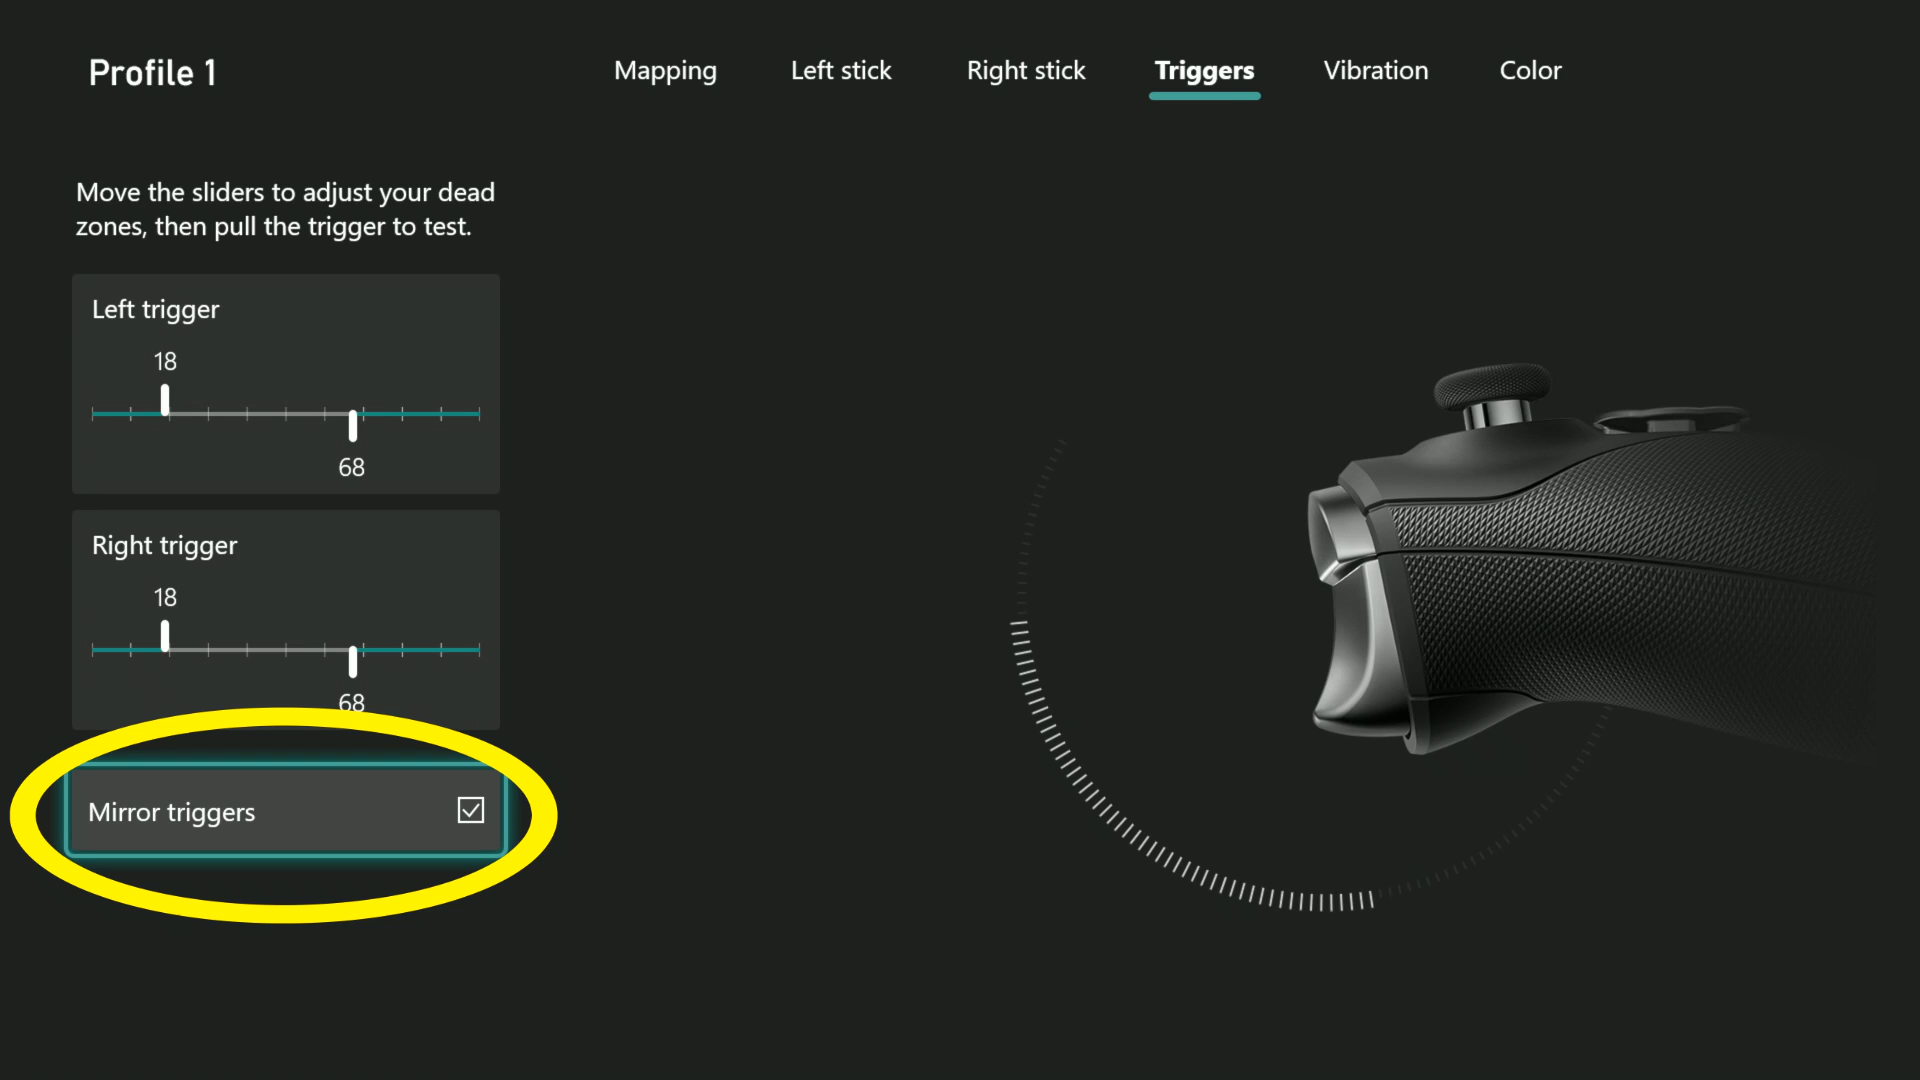 Profile 1
Mapping
Left stick
Right stick
Triggers
Vibration
Color
Move the sliders to adjust your dead
zones, then pull the trigger to test.
Left trigger
18
68
Right trigger
18
68
Mirror triggers